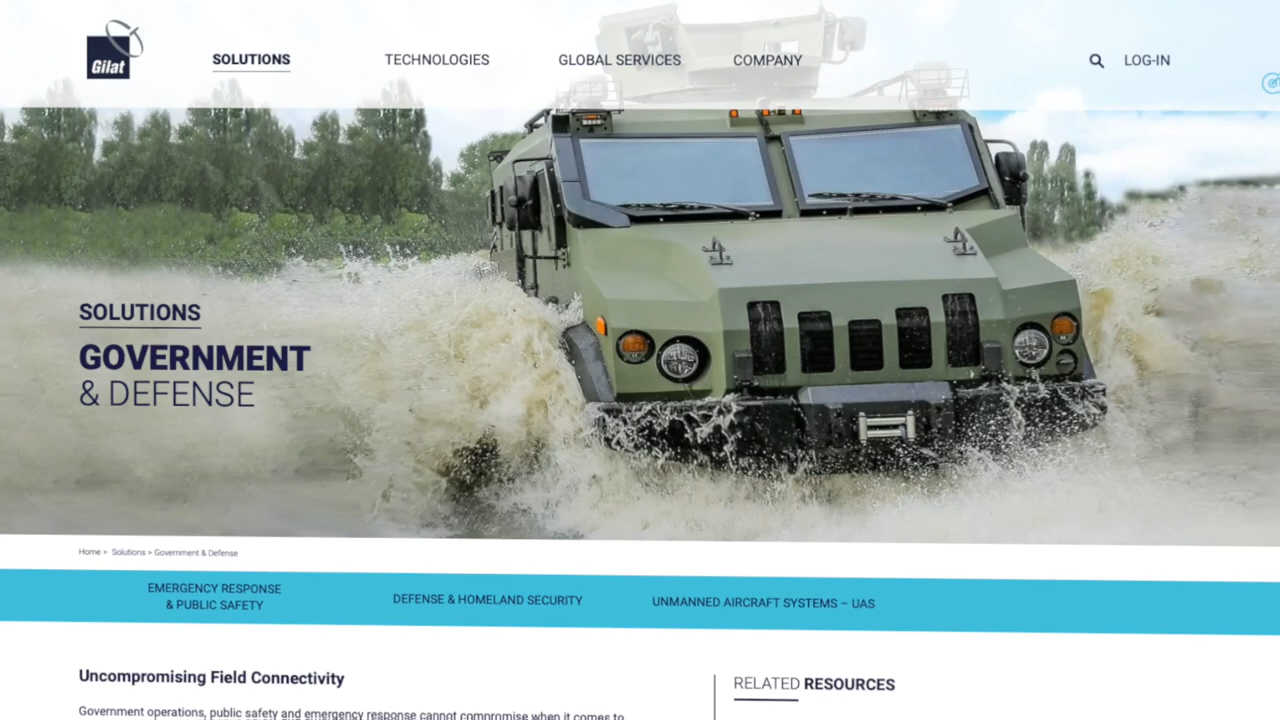 Gilat
SOLUTIONS
TECHNOLOGIES
GLOBAL SERVICES
COMPANY
LOG-IN
SOLUTIONS
GOVERNMENT
& DEFENSE
Home > Solutions > Government & Defense
EMERGENCY RESPONSE
& PUBLIC SAFETY
DEFENSE & HOMELAND SECURITY
UNMANNED AIRCRAFT SYSTEMS – UAS
Uncompromising Field Connectivity
Government operations, public safety and emergency response cannot compromise when it comes to
RELATED RESOURCES